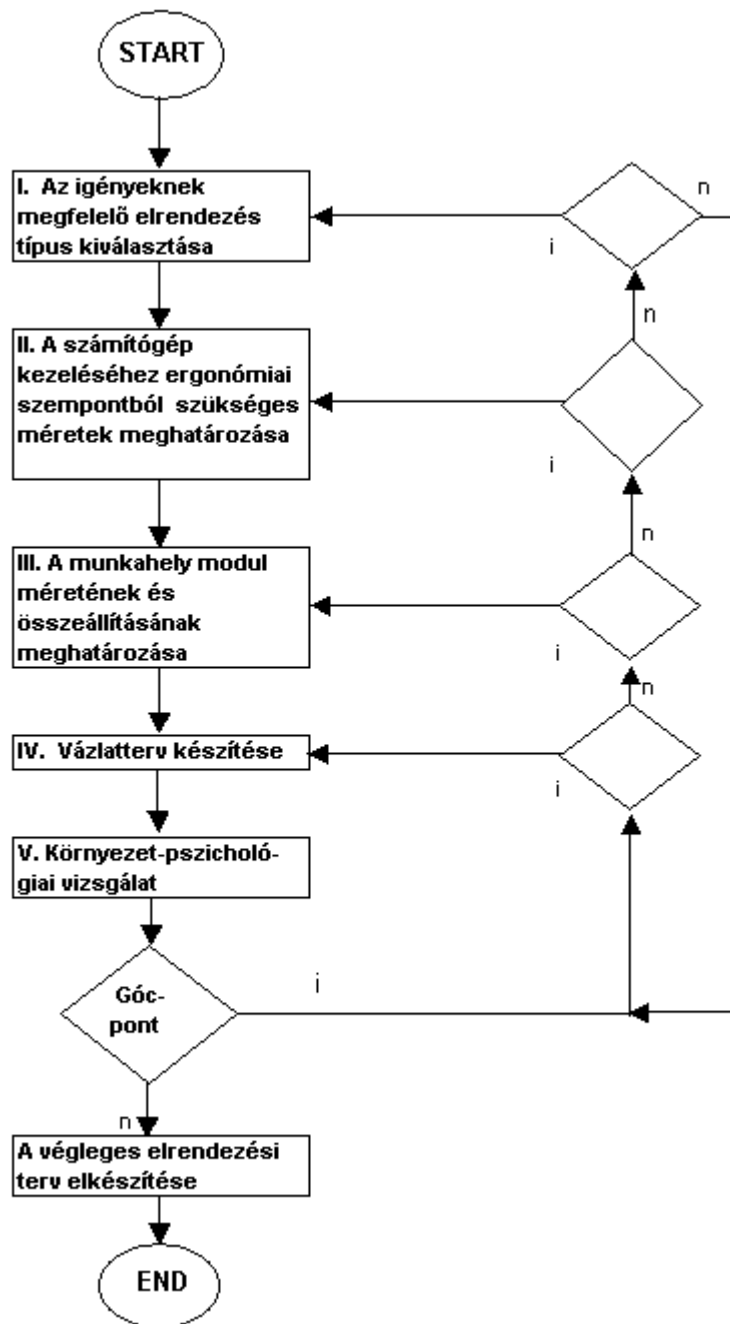 START
I. Az igényeknek
megfelelõ elrendezés
típus kiválasztása
n
i
n
II. A számítógép
kezeléséhez ergonómiai
szempontból szükséges
méretek meghatározása
i
n
III. A munkahely modul
méretének és
összeállításának
meghatározása
i
n
IV. Vázlatterv készítése
i
V. Környezet-pszicholó-
giai vizsgálat
i
Góc-
pont
n
A végleges elrendezési
terv elkészítése
END